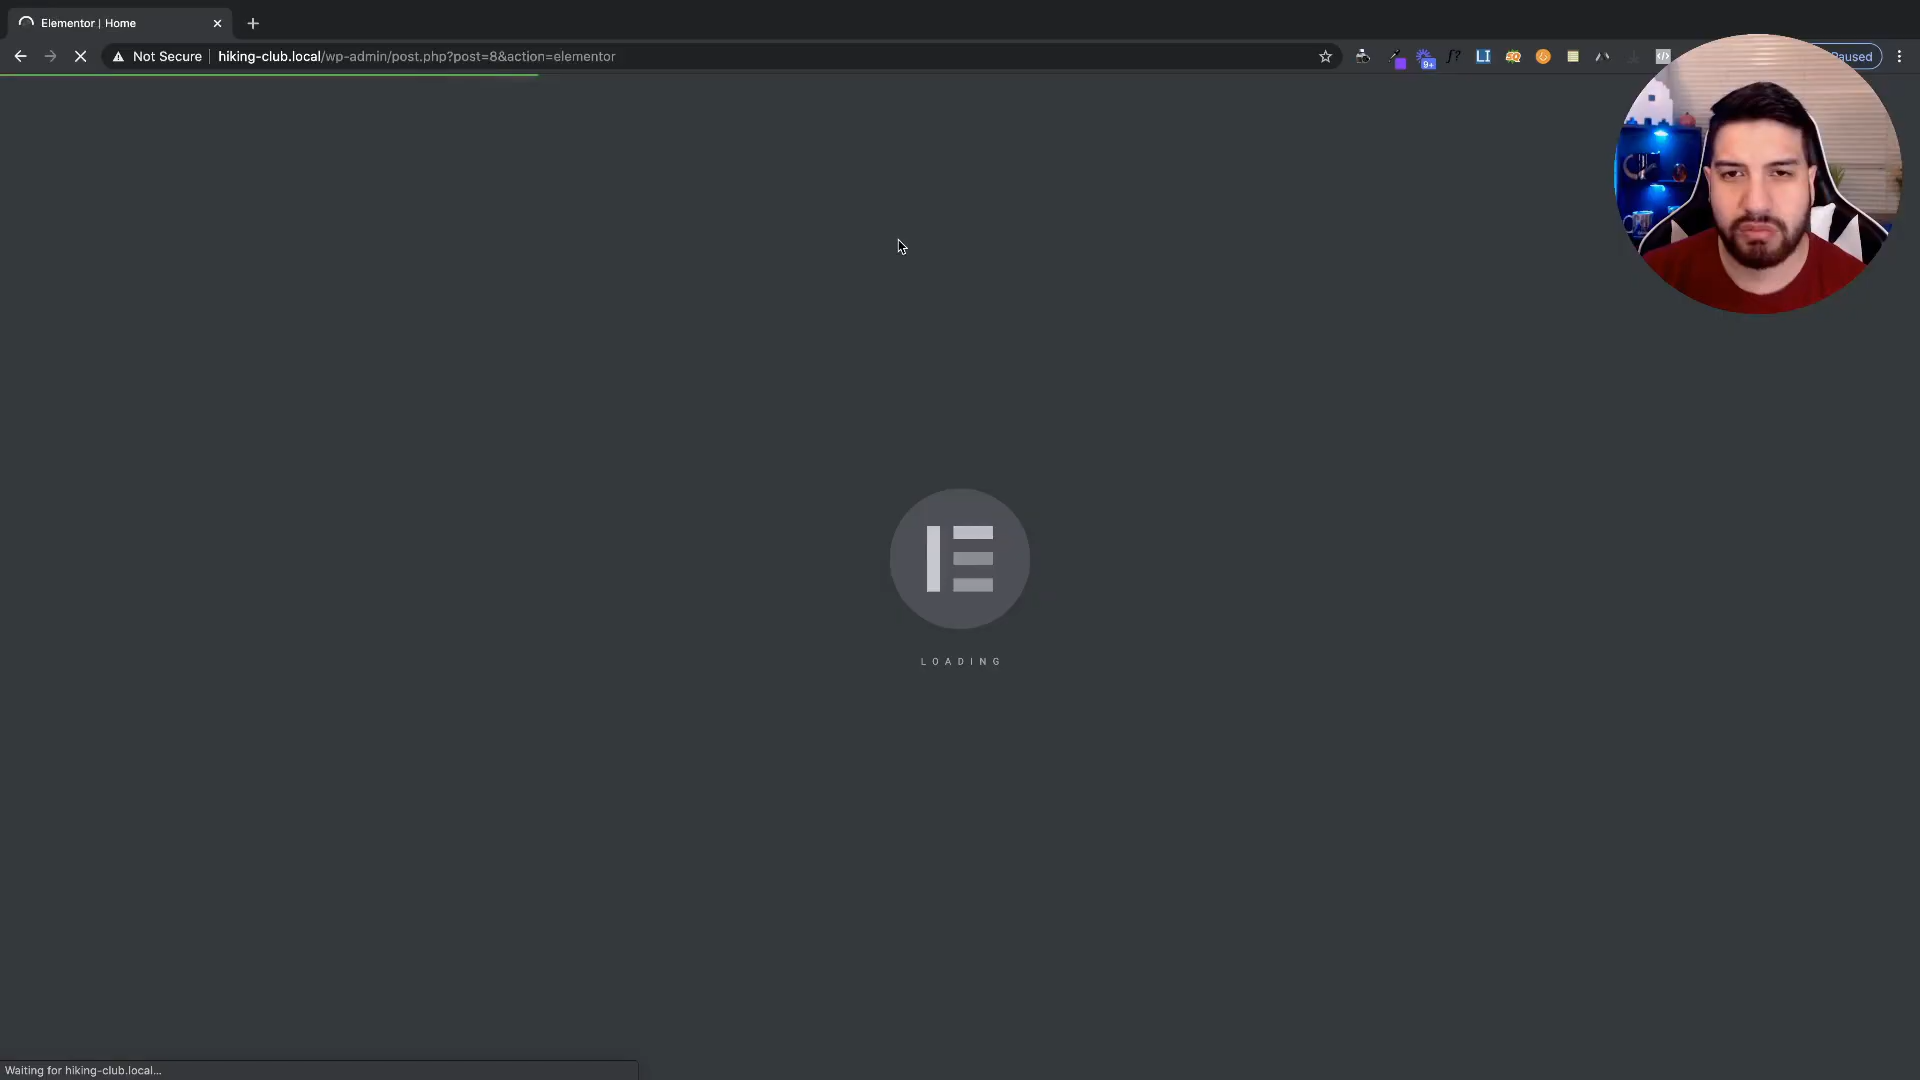 Elementor | Home
Not Secure
hiking-club.local/wp-admin/post.php?post=8&action=elementor
9+
Paused
LOADING
Waiting for hiking-club.local...